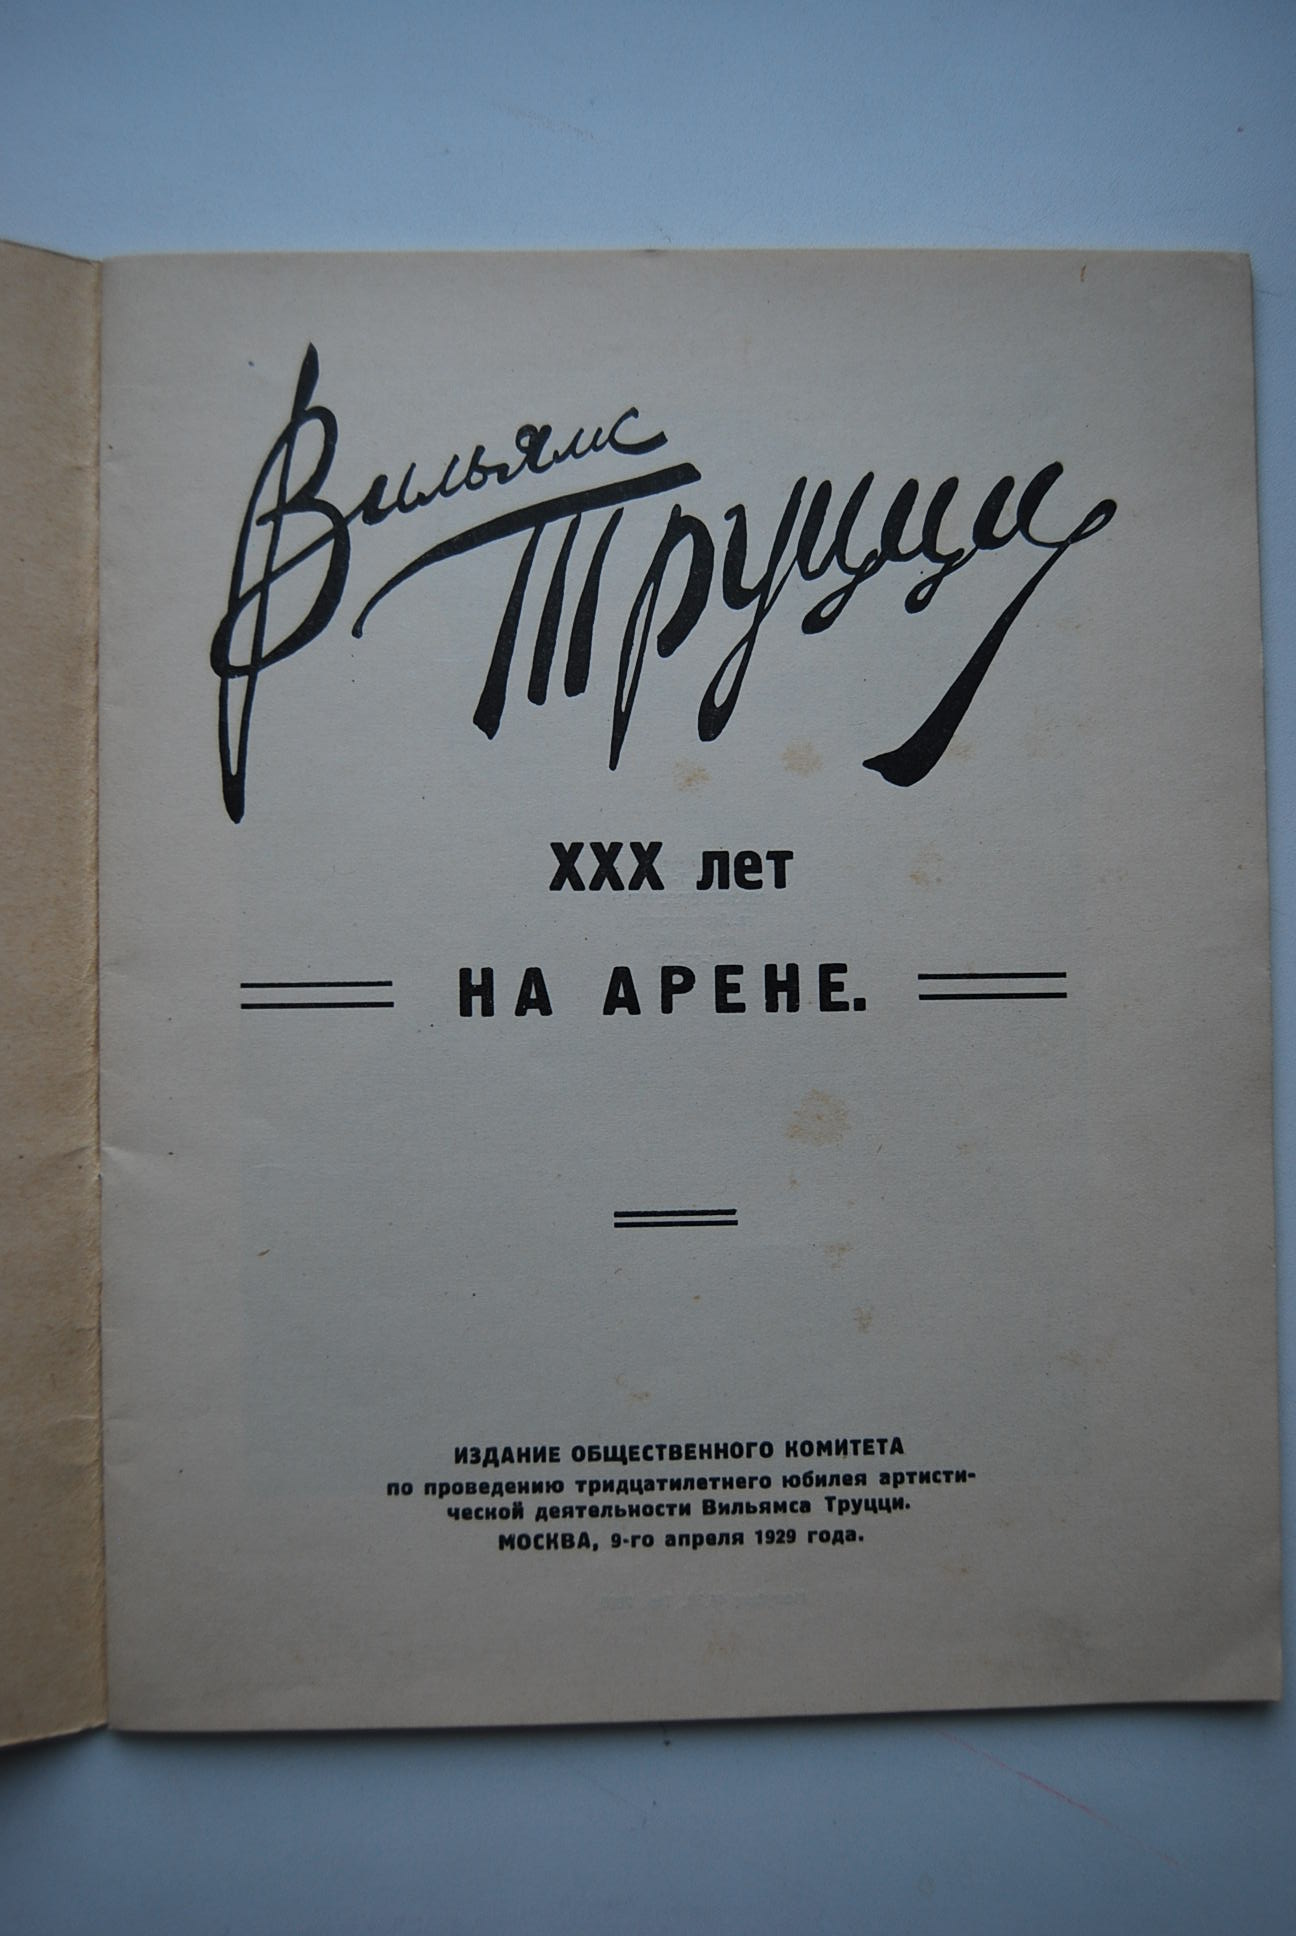 Вильямс
Труцци
XXX лет
НА АРЕНЕ.
ИЗДАНИЕ ОБЩЕСТВЕННОГО КОМИТЕТА
по проведению тридцатилетнего юбилея артисти-
ческой деятельности Вильямса Труцци.
МОСКВА, 9-го апреля 1929 года.